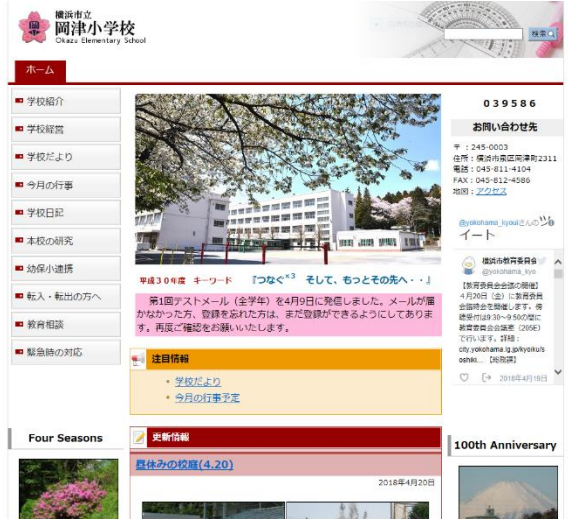 横浜市立
岡津小学校
Okazu Elementary School
検索
ホーム
学校紹介
学校経営
学校だより
今月の行事
学校日記
本校の研究
幼保小連携
転入・転出の方へ
教育相談
緊急時の対応
平成30年度 キーワード 『つなぐ×3 そして、もっとその先へ・・』
第1回テストメール(全学年)を4月9日に発信しました。メールが届
かなかった方、登録を忘れた方は、まだ登録ができるようにしてありま
す。再度ご確認をお願いいたします。
注目情報
学校だより
今月の行事予定
更新情報
昼休みの校庭(4.20)
2018年4月20日
039586
お問い合わせ先
〒:245-0003
住所:横浜市泉区岡津町2311
電話:045-811-4104
FAX:045-812-4586
地図:アクセス
@yokohama_kyouiさんのツ
イート
横浜市教育委員会
@yokohama_kyo
【教育委員会会議の開催】
4月20日(金)に教育委員
会臨時会を開催します。傍
聴受付は9:30~9:50の間に
教育委員会会議室(205E)
で行います。詳細:
city.yokohama.lg.jp/kyoiku/s
oshiki... 【総務課】
2018年4月19日
Four Seasons
100th Anniversary